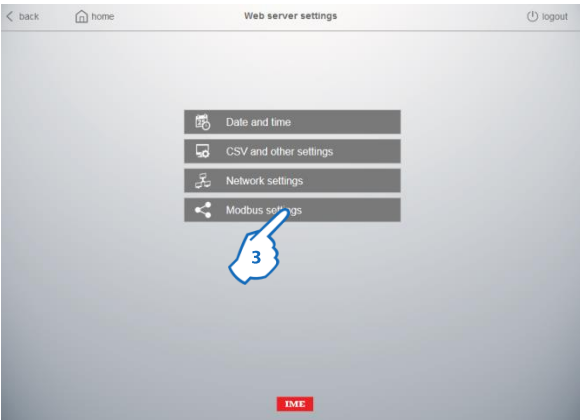 back home Web server settings logout
Date and time
CSV and other settings
Network settings
Modbus settings
3
IME